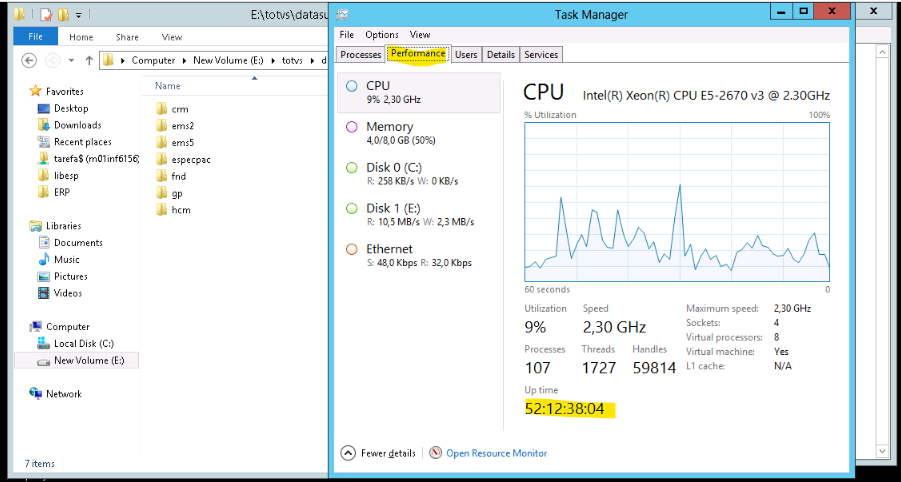 E:\totvs\datasu
File
Home
Share
View
Computer
New Volume (E:)
totvs
d
Favorites
Desktop
Downloads
Recent places
tarefa$ (m01inf6156)
libesp
ERP
Libraries
Documents
Music
Pictures
Videos
Computer
Local Disk (C:)
New Volume (E:)
Network
Name
crm
ems2
ems5
especpac
fnd
gp
hcm
7 items
Task Manager
File Options View
Processes Performance Users Details Services
CPU
9% 2,30 GHz
Memory
4,0/8,0 GB (50%)
Disk 0 (C:)
R: 258 KB/s W: 0 KB/s
Disk 1 (E:)
R: 10,5 MB/s W: 2,3 MB/s
Ethernet
S: 48,0 Kbps R: 32,0 Kbps
CPU Intel(R) Xeon(R) CPU E5-2670 v3 @ 2.30GHz
% Utilization 100%
60 seconds 0
Utilization Speed
9% 2,30 GHz
Processes Threads Handles
107 1727 59814
Up time
52:12:38:04
Maximum speed: 2,30 GHz
Sockets: 4
Virtual processors: 8
Virtual machine: Yes
L1 cache: N/A
Fewer details Open Resource Monitor